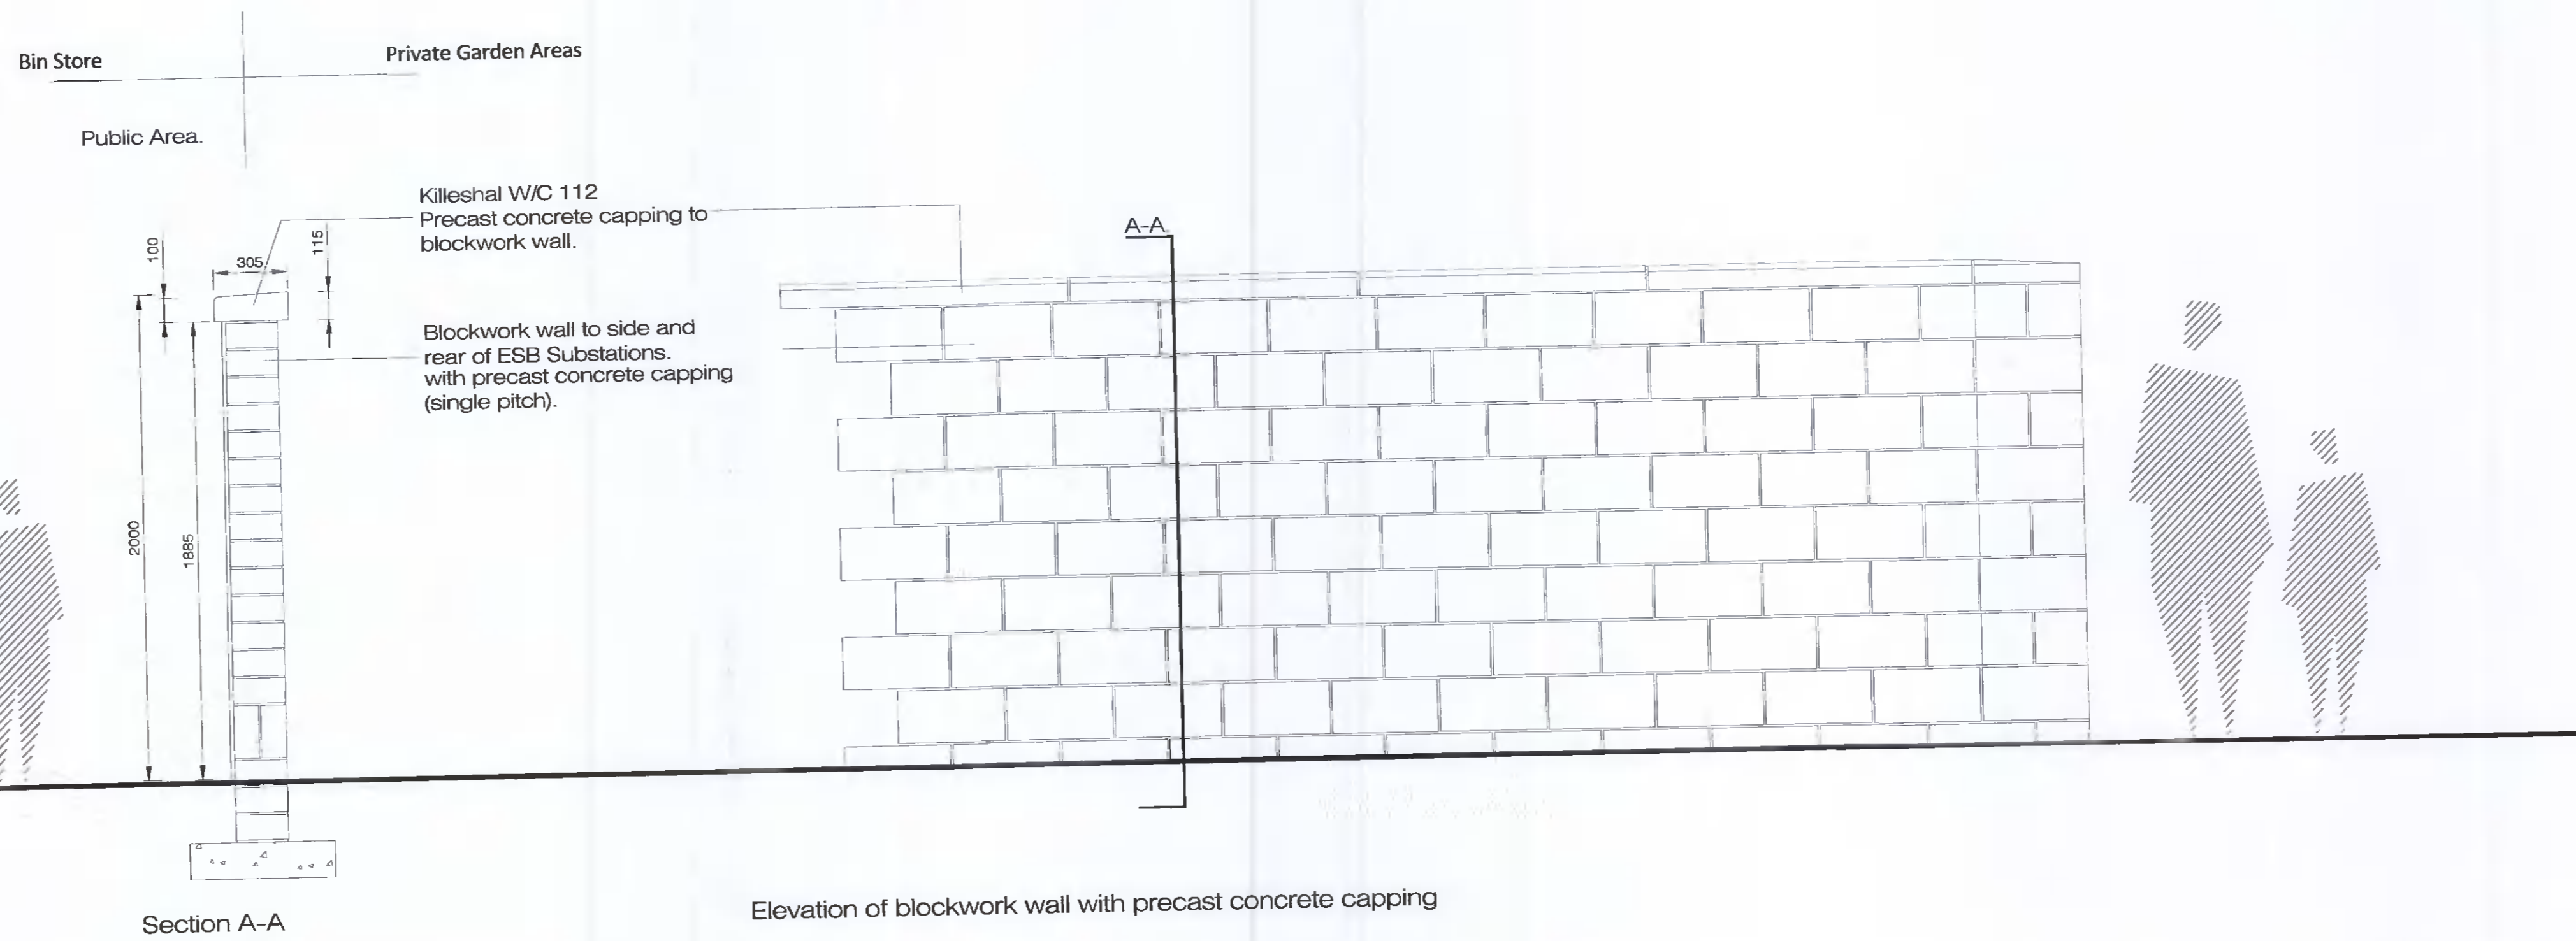 Bin Store
Private Garden Areas
Public Area.
Killeshal W/C 112
Precast concrete capping to
blockwork wall.
A-A
100
305
115
Blockwork wall to side and
rear of ESB Substations.
with precast concrete capping
(single pitch).
2000
1885
Section A-A
Elevation of blockwork wall with precast concrete capping